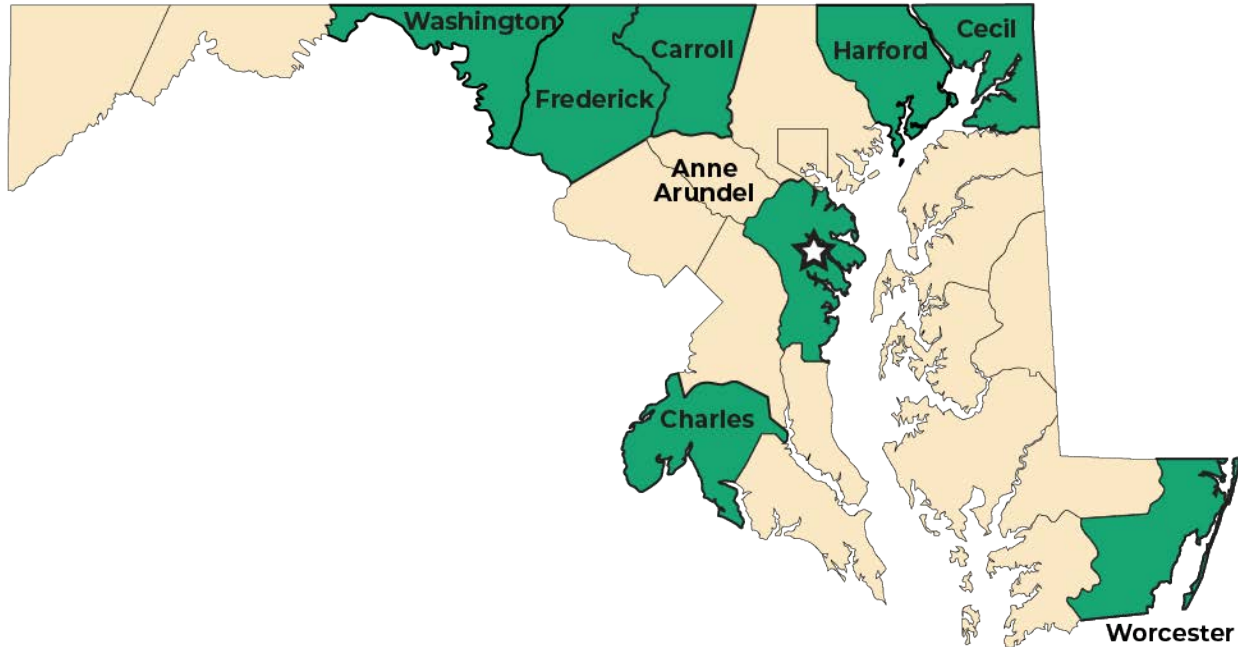 Washington
Carroll
Harford
Cecil
Frederick
Anne
Arundel
Charles
Worcester